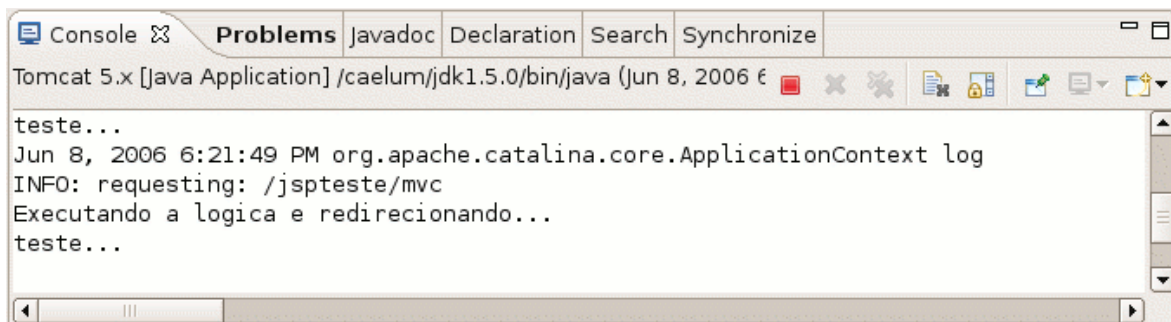 Console Problems Javadoc Declaration Search Synchronize
Tomcat 5.x [Java Application] /caelum/jdk1.5.0/bin/java (Jun 8, 2006 6
teste...
Jun 8, 2006 6:21:49 PM org.apache.catalina.core.ApplicationContext log
INFO: requesting: /jspteste/mvc
Executando a logica e redirecionando...
teste...